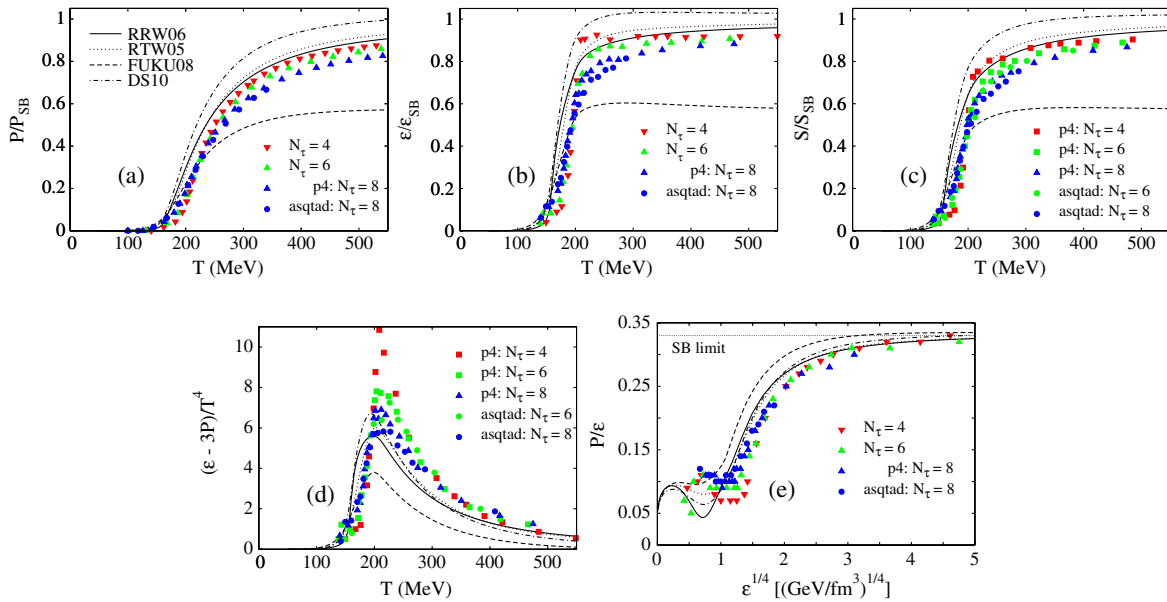 1
0.8
0.6
0.4
0.2
0
P/P_SB
RRW06
RTW05
FUKU08
DS10
N_τ = 4
N_τ = 6
p4: N_τ = 8
asqtad: N_τ = 8
(a)
0 100 200 300 400 500
T (MeV)
1
0.8
0.6
0.4
0.2
0
ε/ε_SB
N_τ = 4
N_τ = 6
p4: N_τ = 8
asqtad: N_τ = 8
(b)
0 100 200 300 400 500
T (MeV)
1
0.8
0.6
0.4
0.2
0
S/S_SB
p4: N_τ = 4
p4: N_τ = 6
p4: N_τ = 8
asqtad: N_τ = 6
asqtad: N_τ = 8
(c)
0 100 200 300 400 500
T (MeV)
10
8
6
4
2
0
(ε - 3P)/T^4
p4: N_τ = 4
p4: N_τ = 6
p4: N_τ = 8
asqtad: N_τ = 6
asqtad: N_τ = 8
(d)
0 100 200 300 400 500
T (MeV)
0.35
0.25
0.15
0.05
0
P/ε
SB limit
N_τ = 4
N_τ = 6
p4: N_τ = 8
asqtad: N_τ = 8
(e)
0 1 2 3 4 5
ε^1/4 [(GeV/fm^3)^1/4]